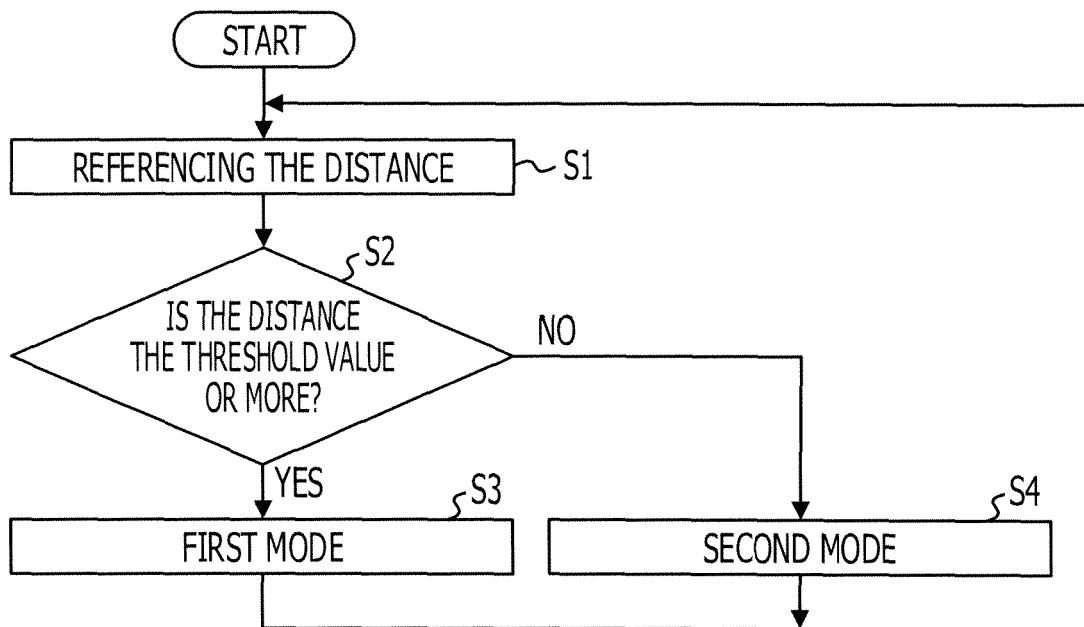 START
REFERENCING THE DISTANCE
S1
S2
IS THE DISTANCE
THE THRESHOLD VALUE
OR MORE?
NO
YES
S3
FIRST MODE
S4
SECOND MODE